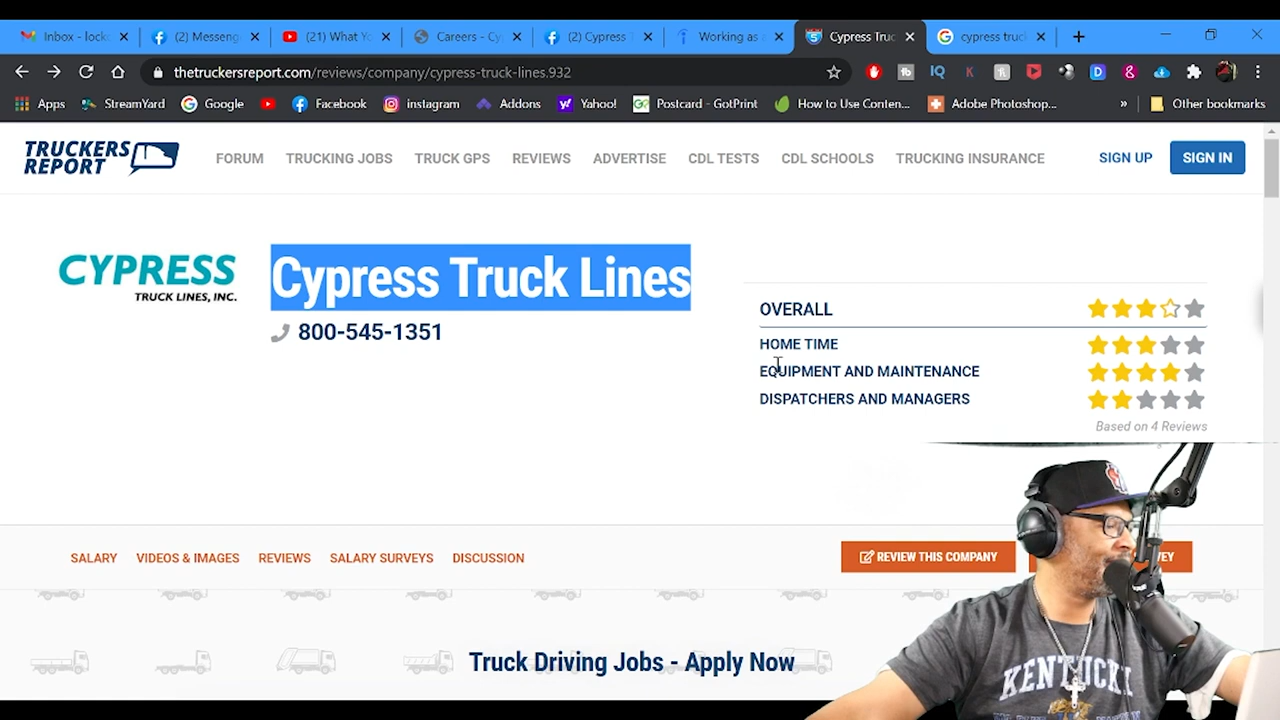 Inbox - lock
(2) Messeng
(21) What Yo
Careers - Cy
(2) Cypress T
Working as a
Cypress Truc
cypress truck
thetruckersreport.com/reviews/company/cypress-truck-lines.932
Apps
StreamYard
Google
Facebook
instagram
Addons
Yahoo!
Postcard - GotPrint
How to Use Conten...
Adobe Photoshop...
»
Other bookmarks
TRUCKERS
REPORT
FORUM
TRUCKING JOBS
TRUCK GPS
REVIEWS
ADVERTISE
CDL TESTS
CDL SCHOOLS
TRUCKING INSURANCE
SIGN UP
SIGN IN
CYPRESS
TRUCK LINES, INC.
Cypress Truck Lines
800-545-1351
OVERALL
HOME TIME
EQUIPMENT AND MAINTENANCE
DISPATCHERS AND MANAGERS
Based on 4 Reviews
SALARY
VIDEOS & IMAGES
REVIEWS
SALARY SURVEYS
DISCUSSION
REVIEW THIS COMPANY
VEY
Truck Driving Jobs - Apply Now
KENTUCK